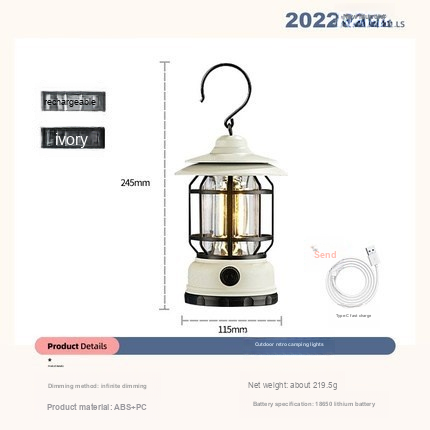 2022
rechargeable
ivory
245mm
Send
Type C fast charge
115mm
Product Details
Outdoor retro camping lights
Dimming method: infinite dimming
Net weight: about 219.5g
Product material: ABS+PC
Battery specification: 18650 lithium battery